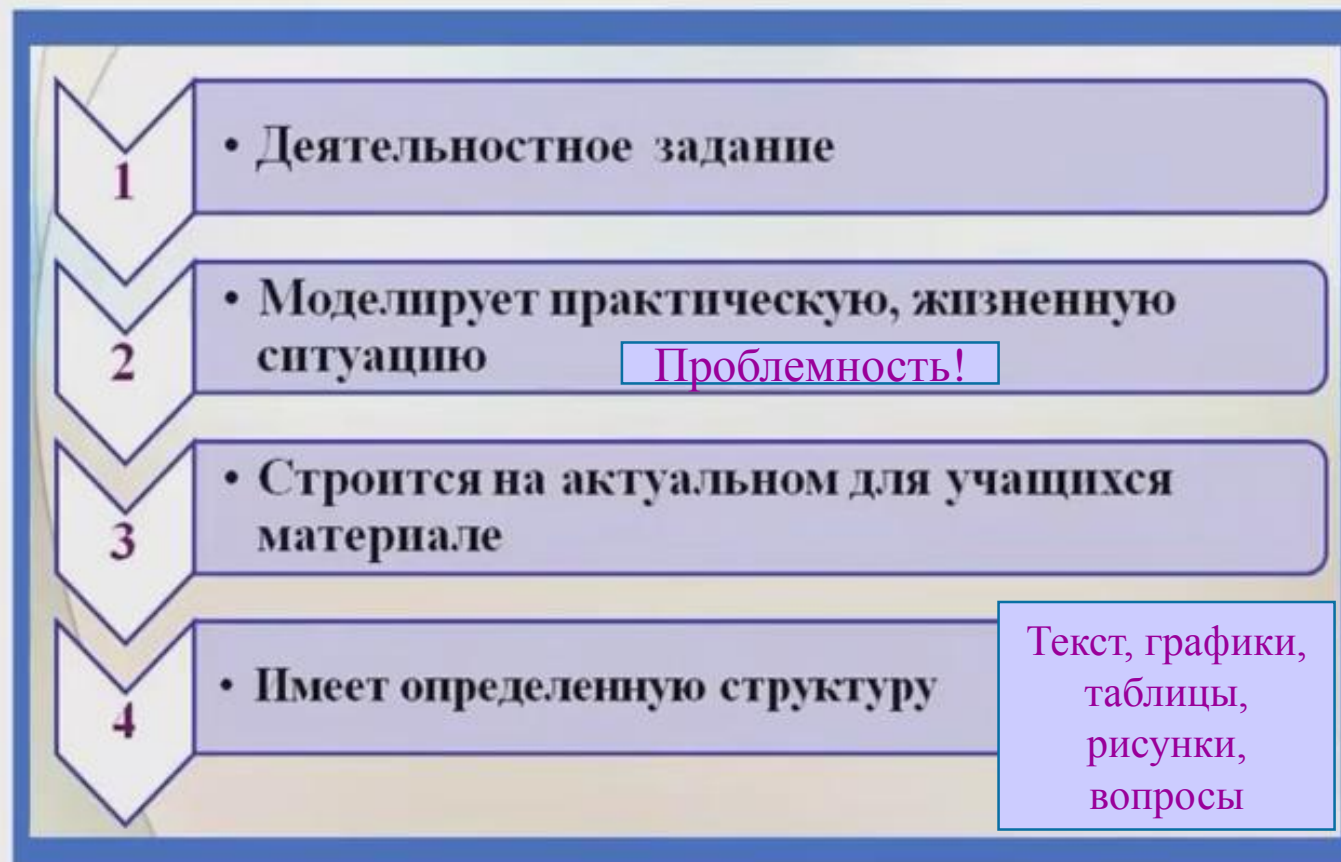 1
• Деятельностное задание
2
• Моделирует практическую, жизненную
ситуацию
Проблемность!
3
• Строится на актуальном для учащихся
материале
4
• Имеет определенную структуру
Текст, графики,
таблицы,
рисунки,
вопросы